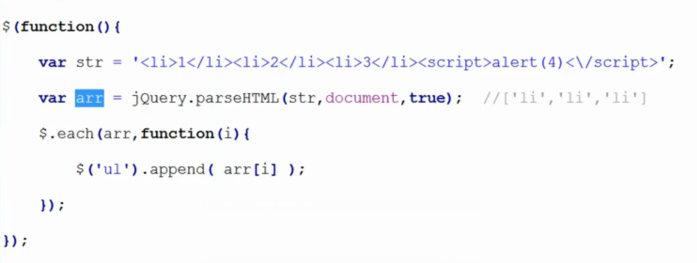 $(function(){
var str = '<li>1</li><li>2</li><li>3</li><script>alert(4)<\/script>';
var arr = jQuery.parseHTML(str,document,true);  //['li','li','li']
$.each(arr,function(i){
$('ul').append( arr[i] );
});
});